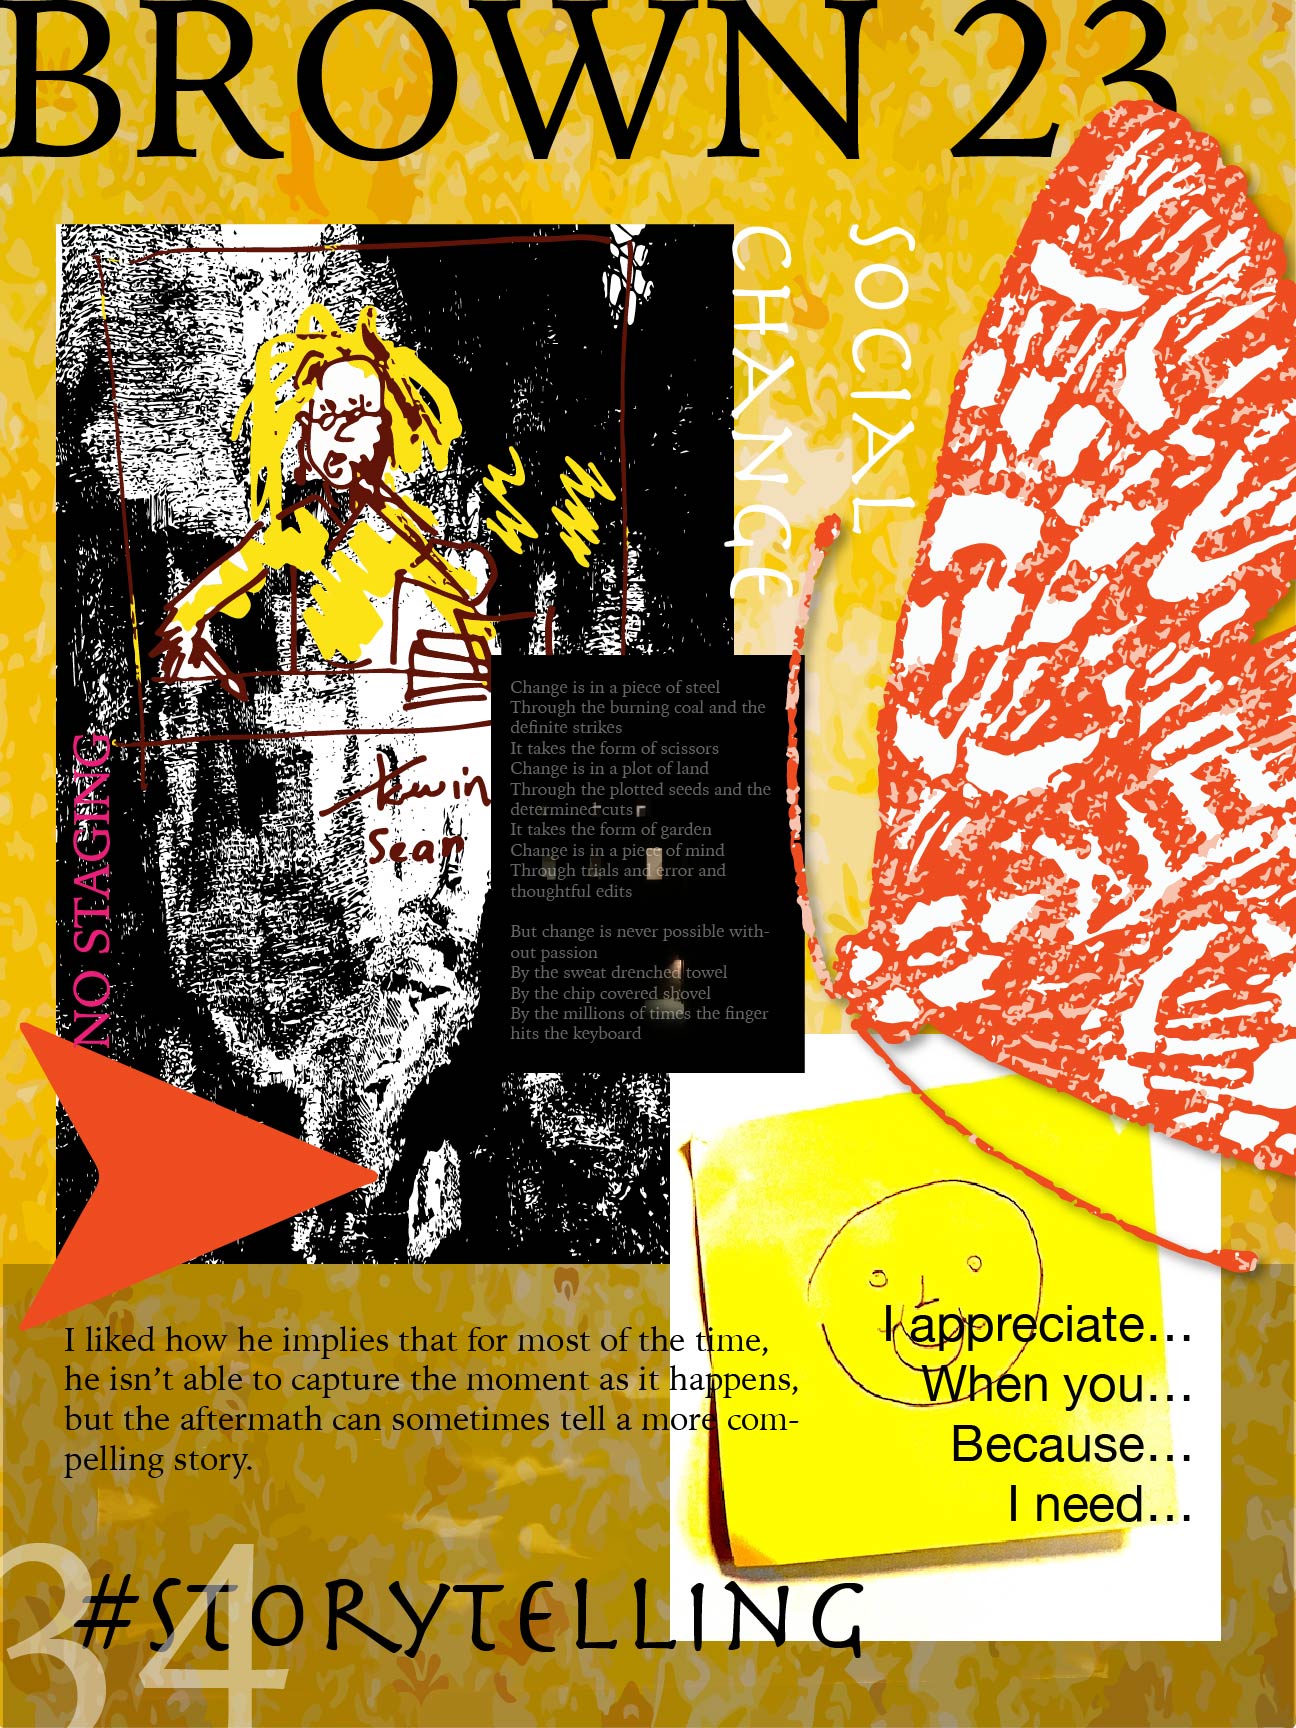 BROWN 23
SOCIAL
CHANGE
Kevin
Sean
NO STAGING
Change is in a piece of steel
Through the burning coal and the
definite strikes
It takes the form of scissors
Change is in a plot of land
Through the plotted seeds and the
determined cuts
It takes the form of garden
Change is in a piece of mind
Through trials and error and
thoughtful edits
But change is never possible with-
out passion
By the sweat drenched towel
By the chip covered shovel
By the millions of times the finger
hits the keyboard
I liked how he implies that for most of the time,
he isn’t able to capture the moment as it happens,
but the aftermath can sometimes tell a more com-
pelling story.
I appreciate…
When you…
Because…
I need…
34
#STORYTELLING